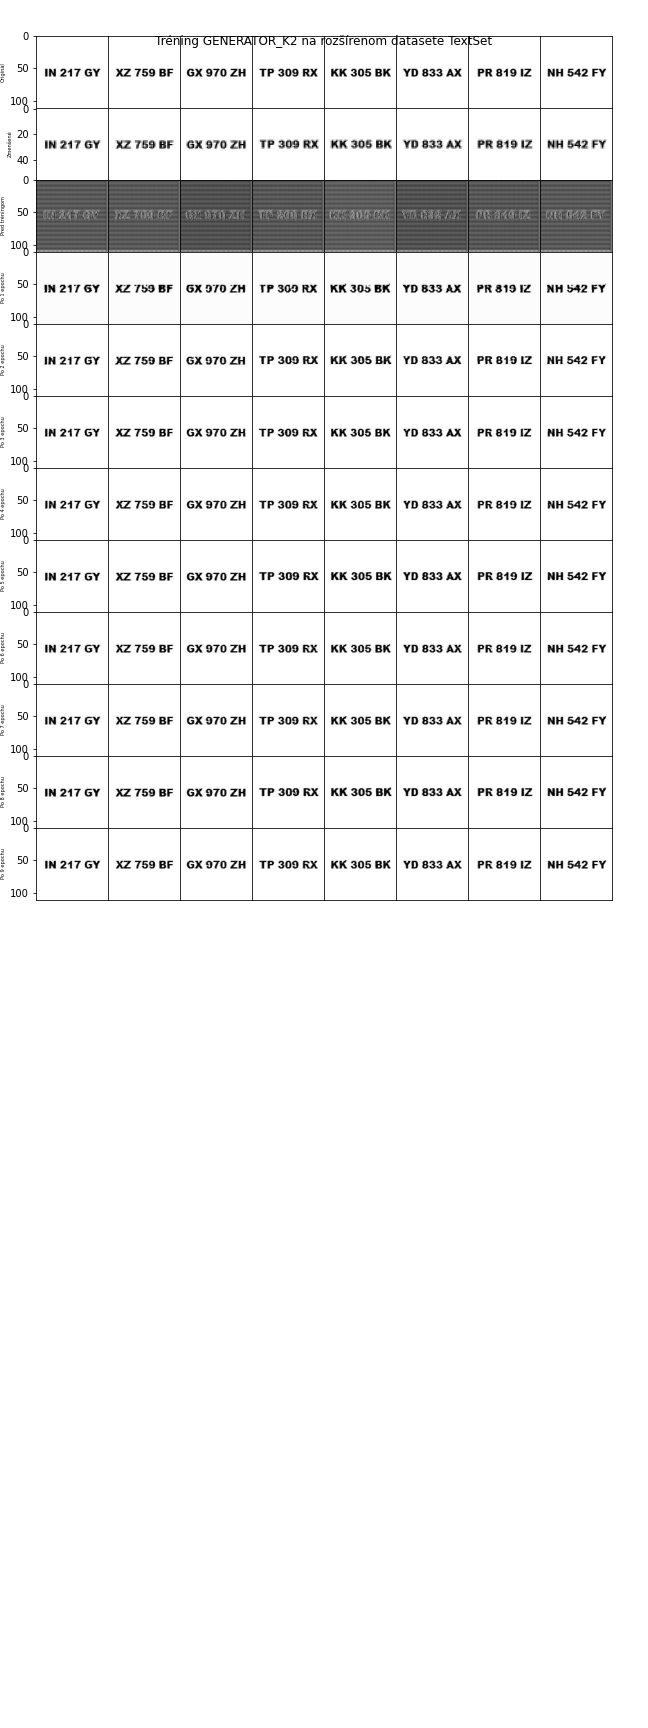 Tréning GENERATOR_K2 na rozšírenom datasete TextSet
0
Original IN 217 GY XZ 759 BF GX 970 ZH TP 309 RX KK 305 BK YD 833 AX PR 819 IZ NH 542 FY
50
100
0
20
Zmenšené IN 217 GY XZ 759 BF GX 970 ZH TP 309 RX KK 305 BK YD 833 AX PR 819 IZ NH 542 FY
40
0
Pred tréningom
50
100
0
Po 1 epochu IN 217 GY XZ 759 BF GX 970 ZH TP 309 RX KK 305 BK YD 833 AX PR 819 IZ NH 542 FY
50
100
0
Po 2 epochu IN 217 GY XZ 759 BF GX 970 ZH TP 309 RX KK 305 BK YD 833 AX PR 819 IZ NH 542 FY
50
100
0
Po 3 epochu IN 217 GY XZ 759 BF GX 970 ZH TP 309 RX KK 305 BK YD 833 AX PR 819 IZ NH 542 FY
50
100
0
Po 4 epochu IN 217 GY XZ 759 BF GX 970 ZH TP 309 RX KK 305 BK YD 833 AX PR 819 IZ NH 542 FY
50
100
0
Po 5 epochu IN 217 GY XZ 759 BF GX 970 ZH TP 309 RX KK 305 BK YD 833 AX PR 819 IZ NH 542 FY
50
100
0
Po 6 epochu IN 217 GY XZ 759 BF GX 970 ZH TP 309 RX KK 305 BK YD 833 AX PR 819 IZ NH 542 FY
50
100
0
Po 7 epochu IN 217 GY XZ 759 BF GX 970 ZH TP 309 RX KK 305 BK YD 833 AX PR 819 IZ NH 542 FY
50
100
0
Po 8 epochu IN 217 GY XZ 759 BF GX 970 ZH TP 309 RX KK 305 BK YD 833 AX PR 819 IZ NH 542 FY
50
100
0
Po 9 epochu IN 217 GY XZ 759 BF GX 970 ZH TP 309 RX KK 305 BK YD 833 AX PR 819 IZ NH 542 FY
50
100